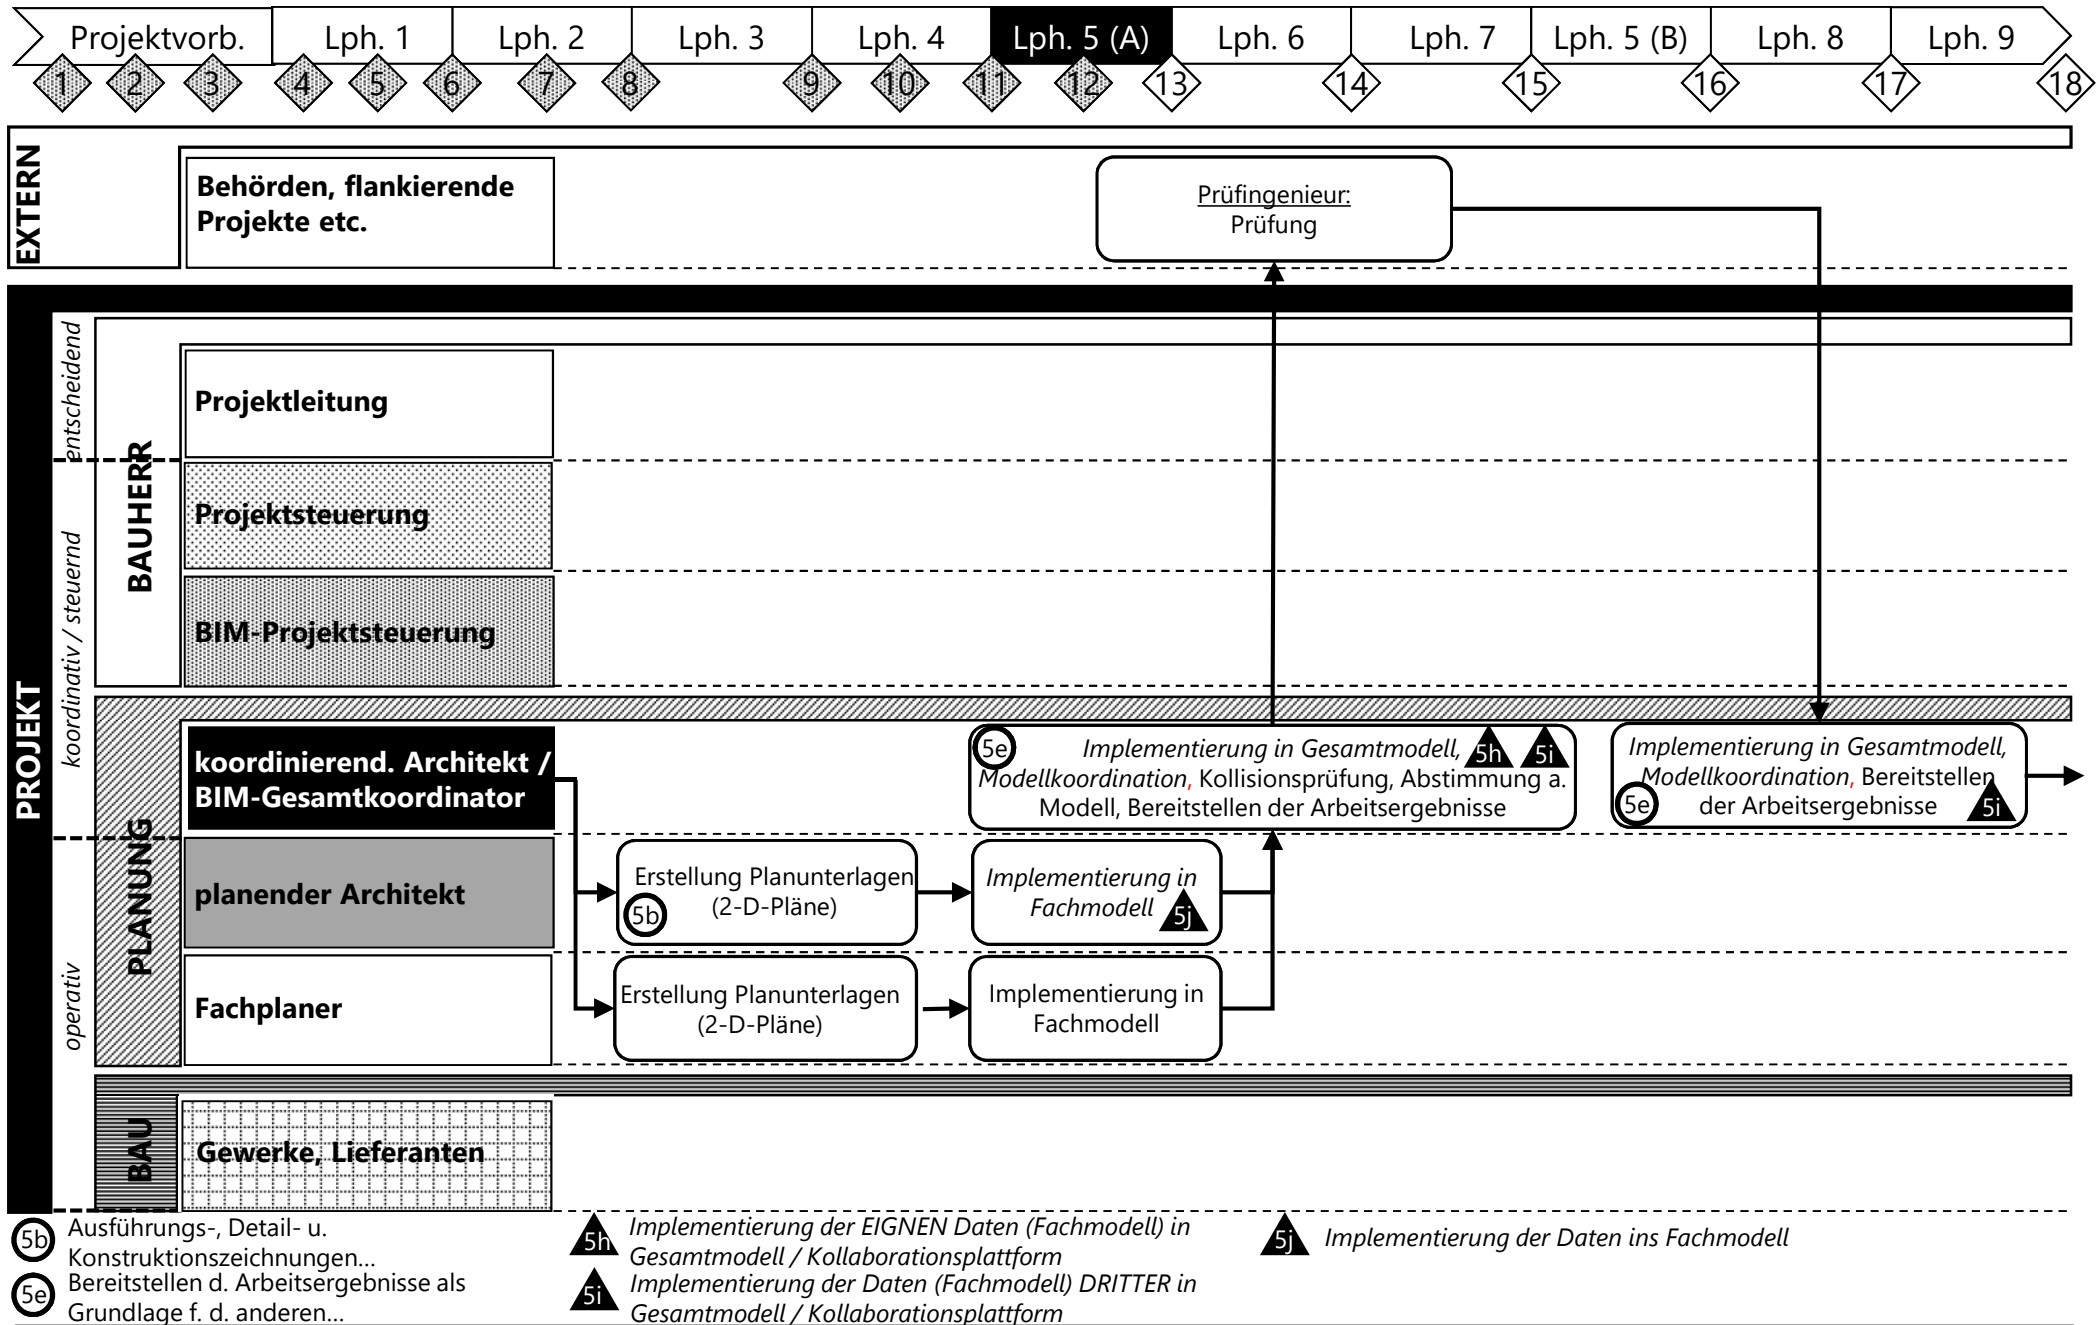 Projektvorb. Lph. 1 Lph. 2 Lph. 3 Lph. 4 Lph. 5 (A) Lph. 6 Lph. 7 Lph. 5 (B) Lph. 8 Lph. 9
1 2 3 4 5 6 7 8 9 10 11 12 13 14 15 16 17 18
EXTERN
Behörden, flankierende
Projekte etc.
Prüfingenieur:
Prüfung
PROJEKT
entscheidend
koordinativ / steuernd
operativ
BAUHERR
Projektleitung
Projektsteuerung
BIM-Projektsteuerung
PLANUNG
koordinierend. Architekt /
BIM-Gesamtkoordinator
5e Implementierung in Gesamtmodell, 5h 5i
Modellkoordination, Kollisionsprüfung, Abstimmung a.
Modell, Bereitstellen der Arbeitsergebnisse
Implementierung in Gesamtmodell,
Modellkoordination, Bereitstellen
5e der Arbeitsergebnisse 5i
planender Architekt
Erstellung Planunterlagen
5b (2-D-Pläne)
Implementierung in
Fachmodell 5j
Fachplaner
Erstellung Planunterlagen
(2-D-Pläne)
Implementierung in
Fachmodell
BAU
Gewerke, Lieferanten
5b Ausführungs-, Detail- u.
Konstruktionszeichnungen...
5e Bereitstellen d. Arbeitsergebnisse als
Grundlage f. d. anderen...
5h Implementierung der EIGNEN Daten (Fachmodell) in
Gesamtmodell / Kollaborationsplattform
5i Implementierung der Daten (Fachmodell) DRITTER in
Gesamtmodell / Kollaborationsplattform
5j Implementierung der Daten ins Fachmodell